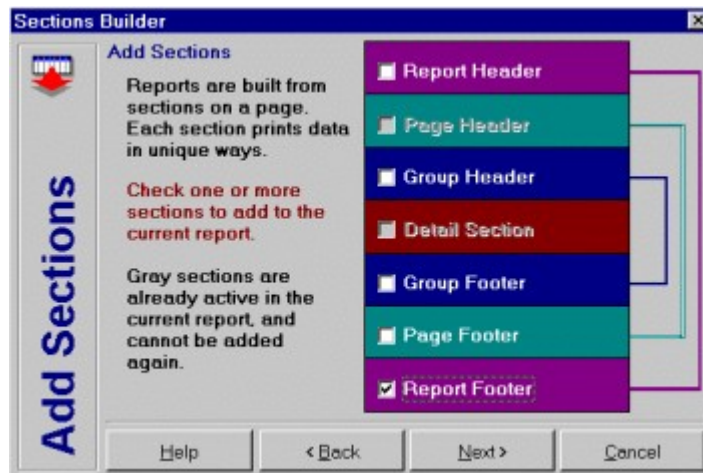 Sections Builder
Add Sections
Add Sections
Reports are built from
sections on a page.
Each section prints data
in unique ways.
Check one or more
sections to add to the
current report.
Gray sections are
already active in the
current report, and
cannot be added
again.
Report Header
Page Header
Group Header
Detail Section
Group Footer
Page Footer
Report Footer
Help
< Back
Next >
Cancel